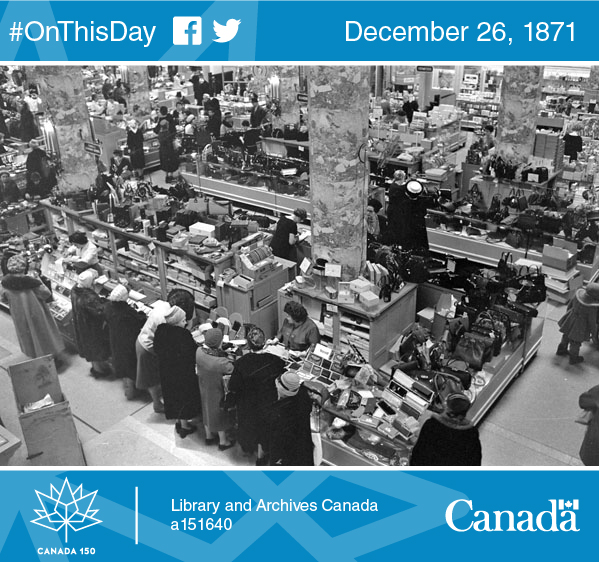 #OnThisDay
December 26, 1871
CANADA 150
Library and Archives Canada
a151640
Canada